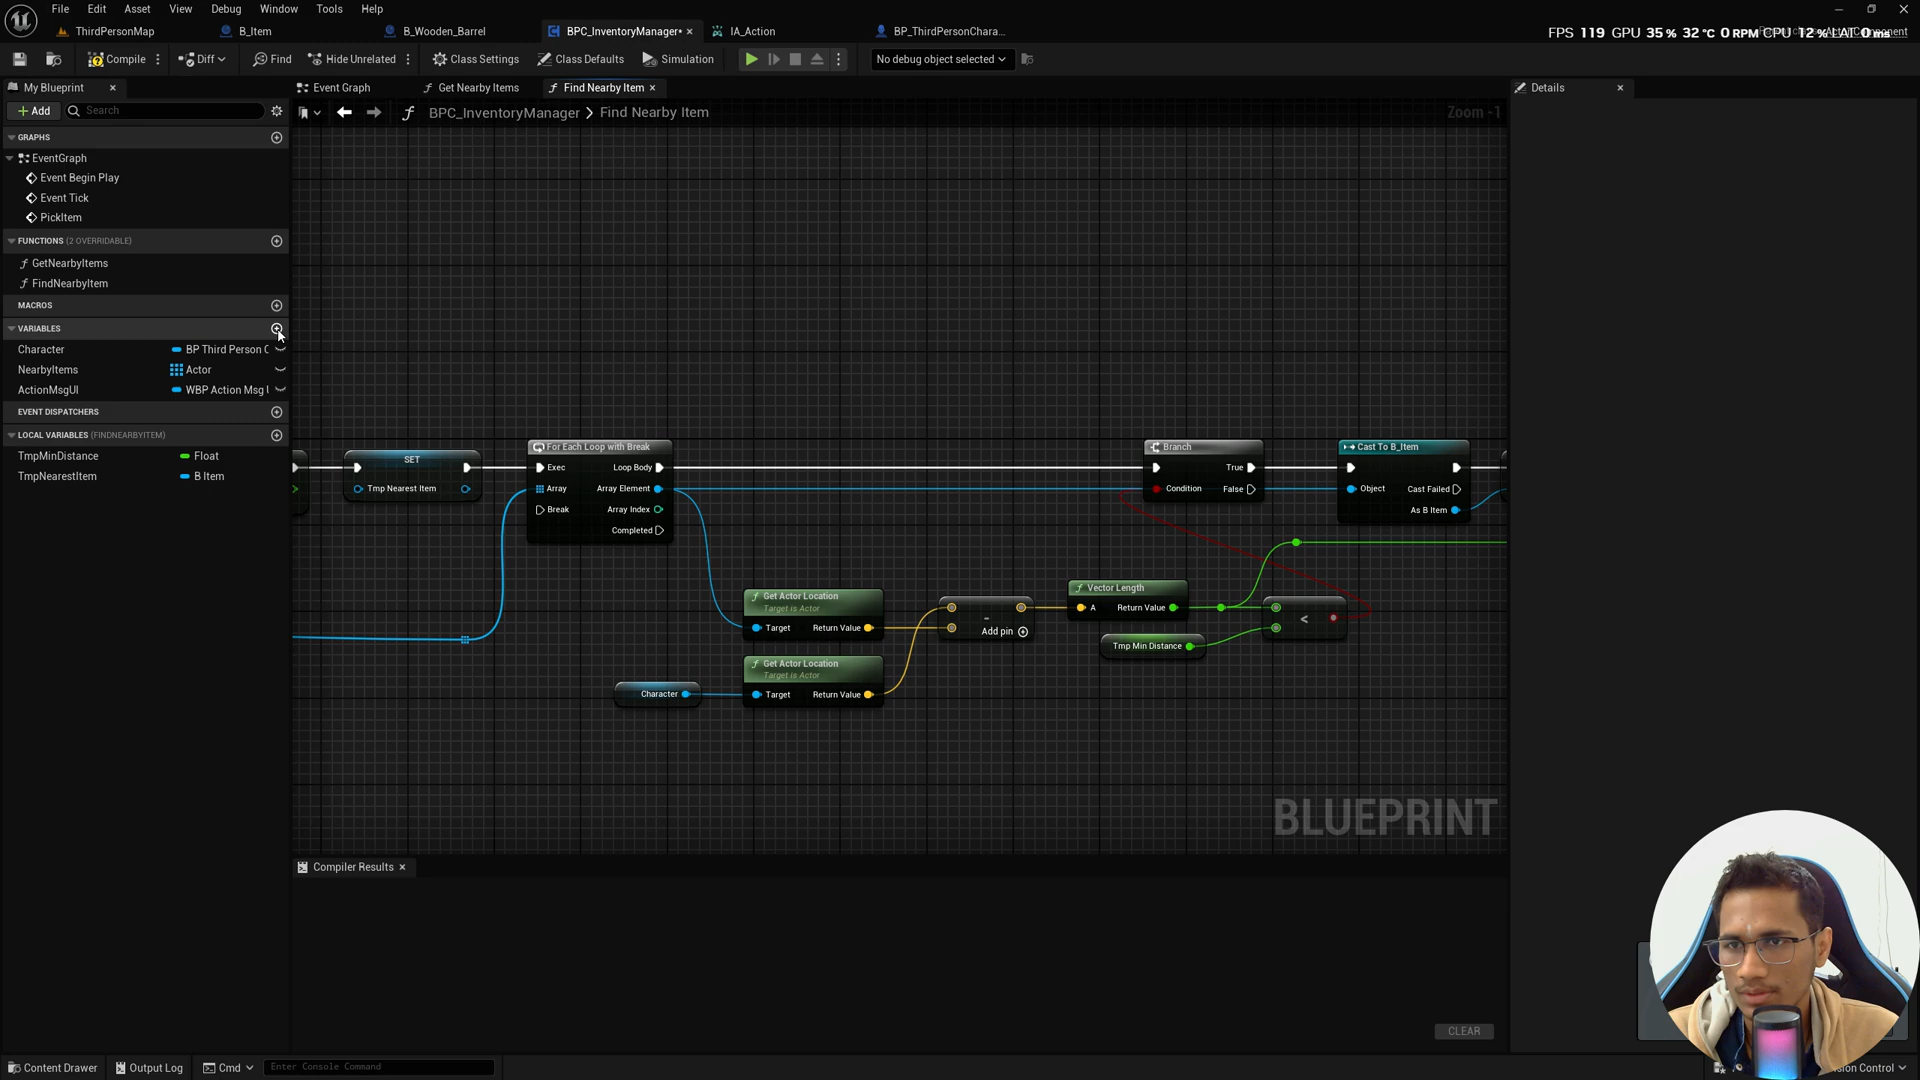 File Edit Asset View Debug Window Tools Help
ThirdPersonMap
B_Item
B_Wooden_Barrel
BPC_InventoryManager•
IA_Action
BP_ThirdPersonChara...
FPS 119 GPU 35 % 32 °C 0 RPM CPU 12 % LAT 0 ms
Compile
Diff
Find
Hide Unrelated
Class Settings
Class Defaults
Simulation
No debug object selected
My Blueprint
Event Graph
Get Nearby Items
Find Nearby Item
Details
+ Add
Search
BPC_InventoryManager > Find Nearby Item
Zoom -1
GRAPHS
EventGraph
Event Begin Play
Event Tick
PickItem
FUNCTIONS (2 OVERRIDABLE)
GetNearbyItems
FindNearbyItem
MACROS
VARIABLES
Character BP Third Person C
NearbyItems Actor
ActionMsgUI WBP Action Msg
EVENT DISPATCHERS
LOCAL VARIABLES (FINDNEARBYITEM)
TmpMinDistance Float
TmpNearestItem B Item
SET
Tmp Nearest Item
For Each Loop with Break
Exec Loop Body
Array Array Element
Break Array Index
Completed
Branch
True
Condition False
Cast To B_Item
Object Cast Failed
As B Item
Get Actor Location
Target is Actor
Target Return Value
Get Actor Location
Target is Actor
Target Return Value
Character
-
Add pin
Vector Length
A Return Value
Tmp Min Distance
<
BLUEPRINT
Compiler Results
CLEAR
Content Drawer
Output Log
Cmd
Enter Console Command